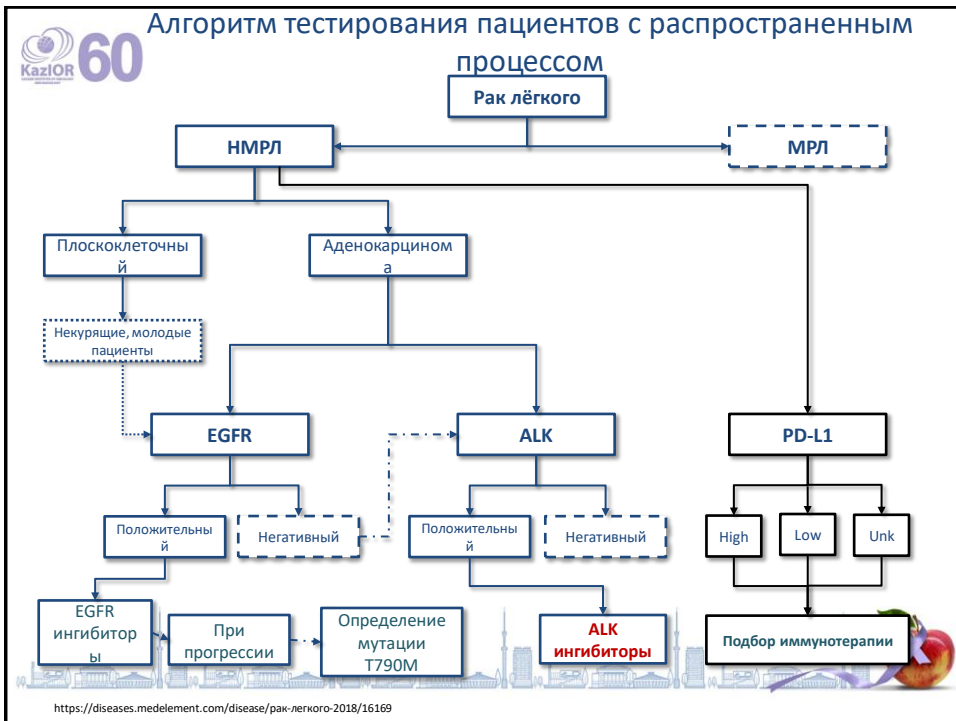 Алгоритм тестирования пациентов с распространенным
процессом
KazIOR 60
Рак лёгкого
НМРЛ
МРЛ
Плоскоклеточны
й
Аденокарцином
а
Некурящие, молодые
пациенты
EGFR
ALK
PD-L1
Положительны
й
Негативный
Положительны
й
Негативный
High
Low
Unk
EGFR
ингибитор
ы
При
прогрессии
Определение
мутации
T790M
ALK
ингибиторы
Подбор иммунотерапии
https://diseases.medelement.com/disease/рак-легкого-2018/16169